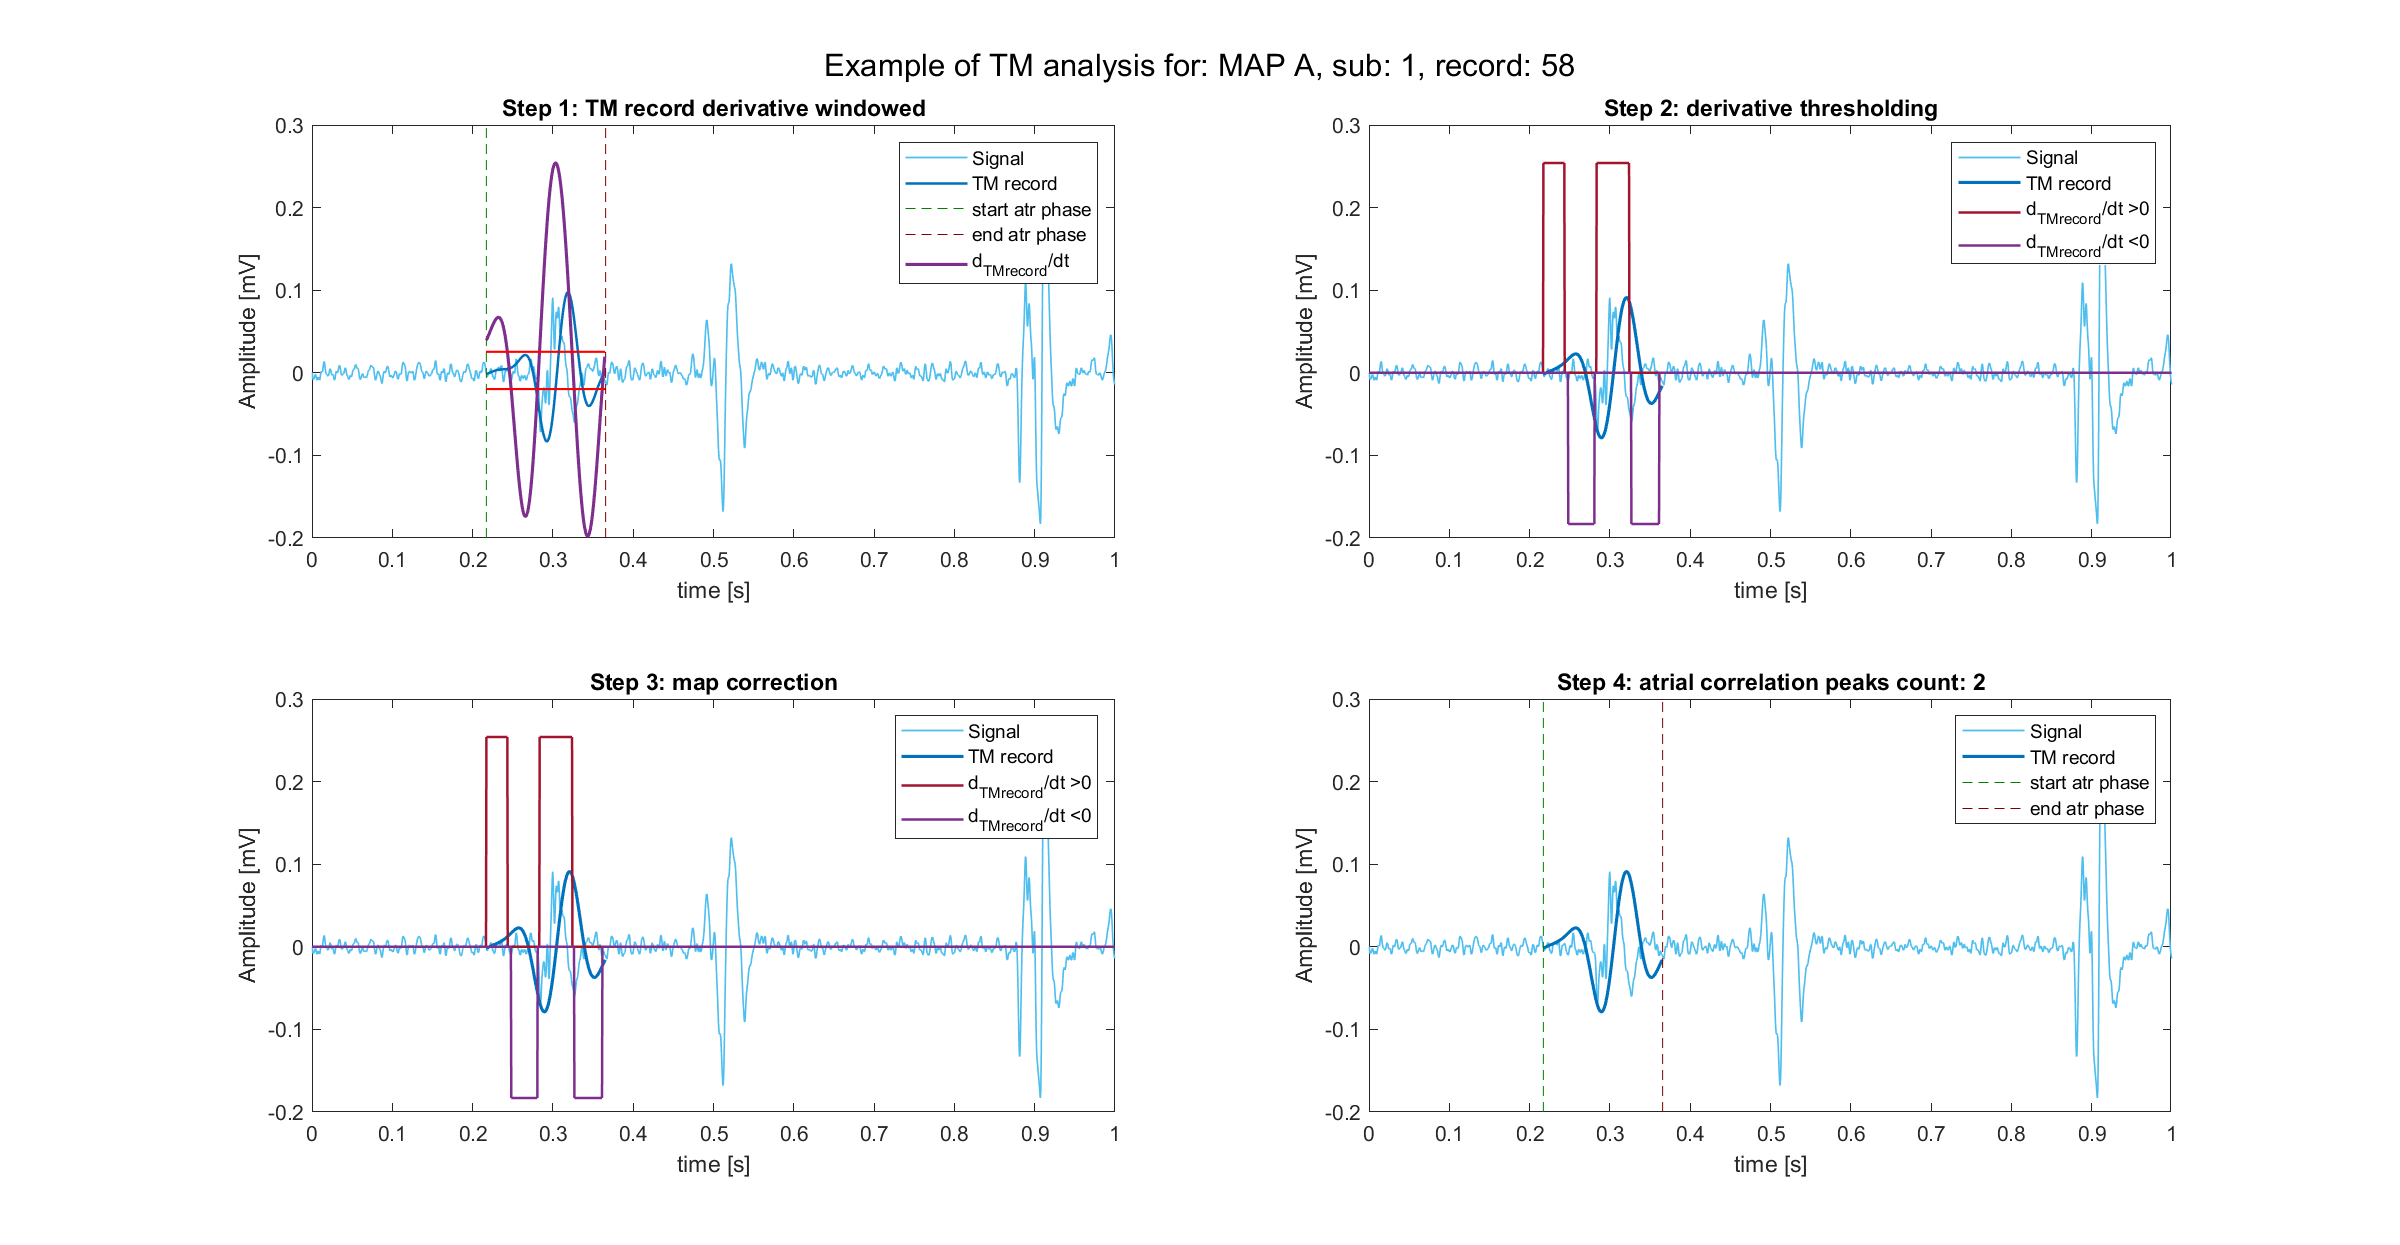 Example of TM analysis for: MAP A, sub: 1, record: 58
Step 1: TM record derivative windowed
0.3
0.2
0.1
0
-0.1
-0.2
Amplitude [mV]
0 0.1 0.2 0.3 0.4 0.5 0.6 0.7 0.8 0.9 1
time [s]
Signal
TM record
start atr phase
end atr phase
dTMrecord/dt
Step 2: derivative thresholding
0.3
0.2
0.1
0
-0.1
-0.2
Amplitude [mV]
0 0.1 0.2 0.3 0.4 0.5 0.6 0.7 0.8 0.9 1
time [s]
Signal
TM record
dTMrecord/dt >0
dTMrecord/dt <0
Step 3: map correction
0.3
0.2
0.1
0
-0.1
-0.2
Amplitude [mV]
0 0.1 0.2 0.3 0.4 0.5 0.6 0.7 0.8 0.9 1
time [s]
Signal
TM record
dTMrecord/dt >0
dTMrecord/dt <0
Step 4: atrial correlation peaks count: 2
0.3
0.2
0.1
0
-0.1
-0.2
Amplitude [mV]
0 0.1 0.2 0.3 0.4 0.5 0.6 0.7 0.8 0.9 1
time [s]
Signal
TM record
start atr phase
end atr phase